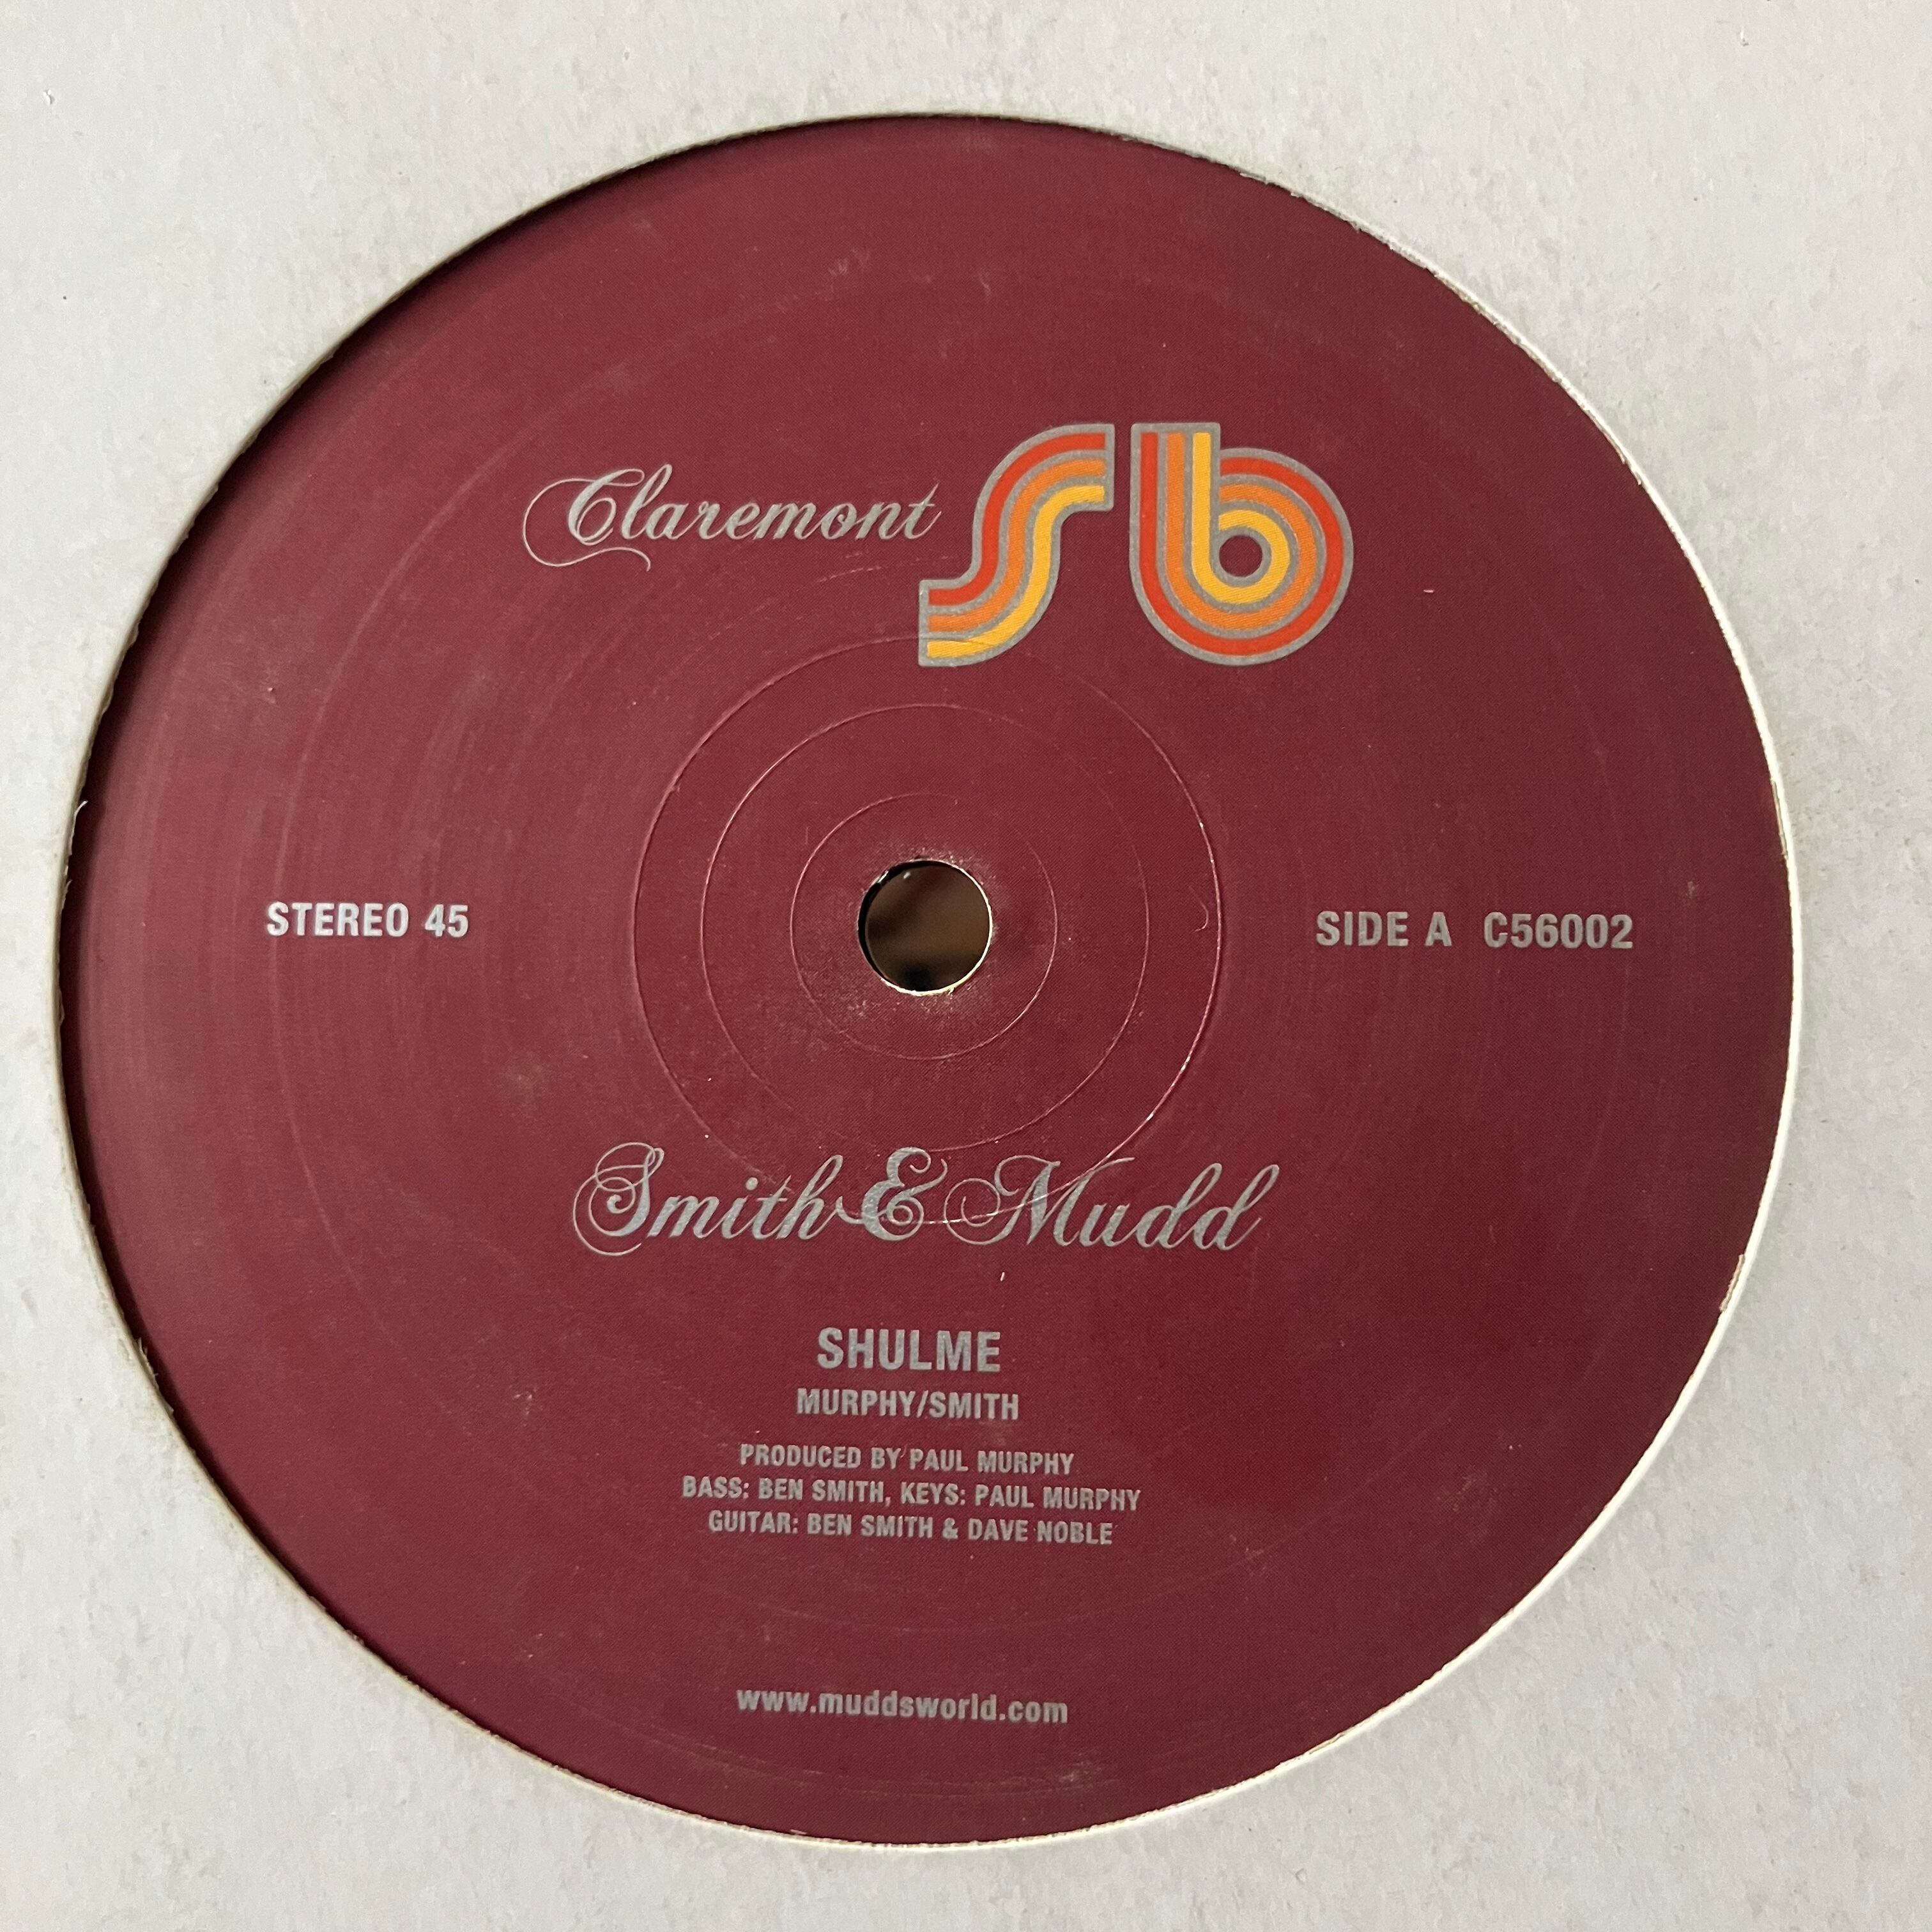 Claremont 56
STEREO 45
SIDE A C56002
Smith & Mudd
SHULME
MURPHY/SMITH
PRODUCED BY PAUL MURPHY
BASS: BEN SMITH, KEYS: PAUL MURPHY
GUITAR: BEN SMITH & DAVE NOBLE
www.muddsworld.com